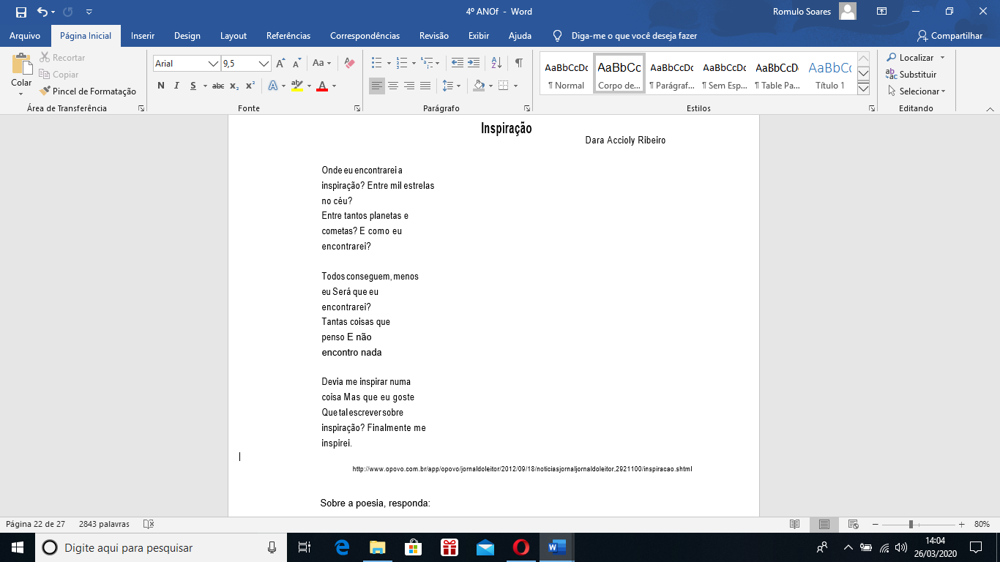 4º ANOf - Word
Romulo Soares
Arquivo Página Inicial Inserir Design Layout Referências Correspondências Revisão Exibir Ajuda Diga-me o que você deseja fazer Compartilhar
Colar
Recortar
Copiar
Pincel de Formatação
Área de Transferência
Arial 9,5
N I S abc x₂ x²
Fonte
Parágrafo
AaBbCcDc AaBbCc AaBbCcDc AaBbCcDc AaBbCcD AaBbC
¶ Normal Corpo de... ¶ Parágraf... ¶ Sem Esp... ¶ Table Pa... Título 1
Estilos
Localizar
Substituir
Selecionar
Editando
Inspiração
Dara Accioly Ribeiro
Onde eu encontrarei a
inspiração? Entre mil estrelas
no céu?
Entre tantos planetas e
cometas? E como eu
encontrarei?
Todos conseguem, menos
eu Será que eu
encontrarei?
Tantas coisas que
penso E não
encontro nada
Devia me inspirar numa
coisa Mas que eu goste
Que tal escrever sobre
inspiração? Finalmente me
inspirei.
http://www.opovo.com.br/app/opovo/jornaldoleitor/2012/09/18/noticiasjornaljornaldoleitor,2921100/inspiracao.shtml
Sobre a poesia, responda:
Página 22 de 27 2843 palavras 80%
Digite aqui para pesquisar
14:04
26/03/2020